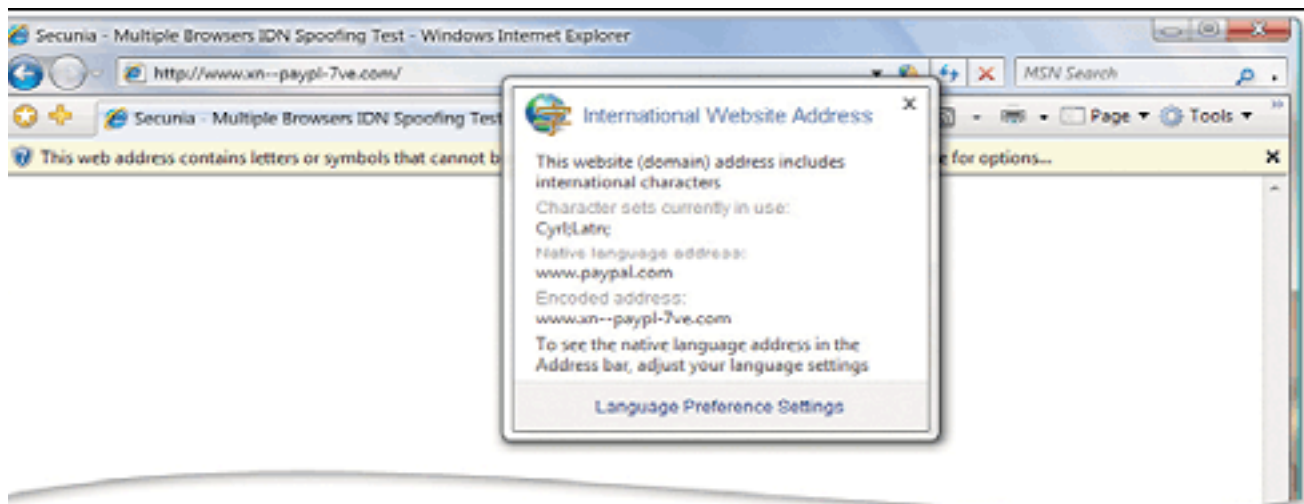 Secunia - Multiple Browsers IDN Spoofing Test - Windows Internet Explorer
http://www.xn--paypl-7ve.com/
MSN Search
Secunia - Multiple Browsers IDN Spoofing Test
Page
Tools
This web address contains letters or symbols that cannot b
e for options...
International Website Address
This website (domain) address includes
international characters
Character sets currently in use:
Cyrl;Latn;
Native language address:
www.paypal.com
Encoded address:
www.xn--paypl-7ve.com
To see the native language address in the
Address bar, adjust your language settings
Language Preference Settings